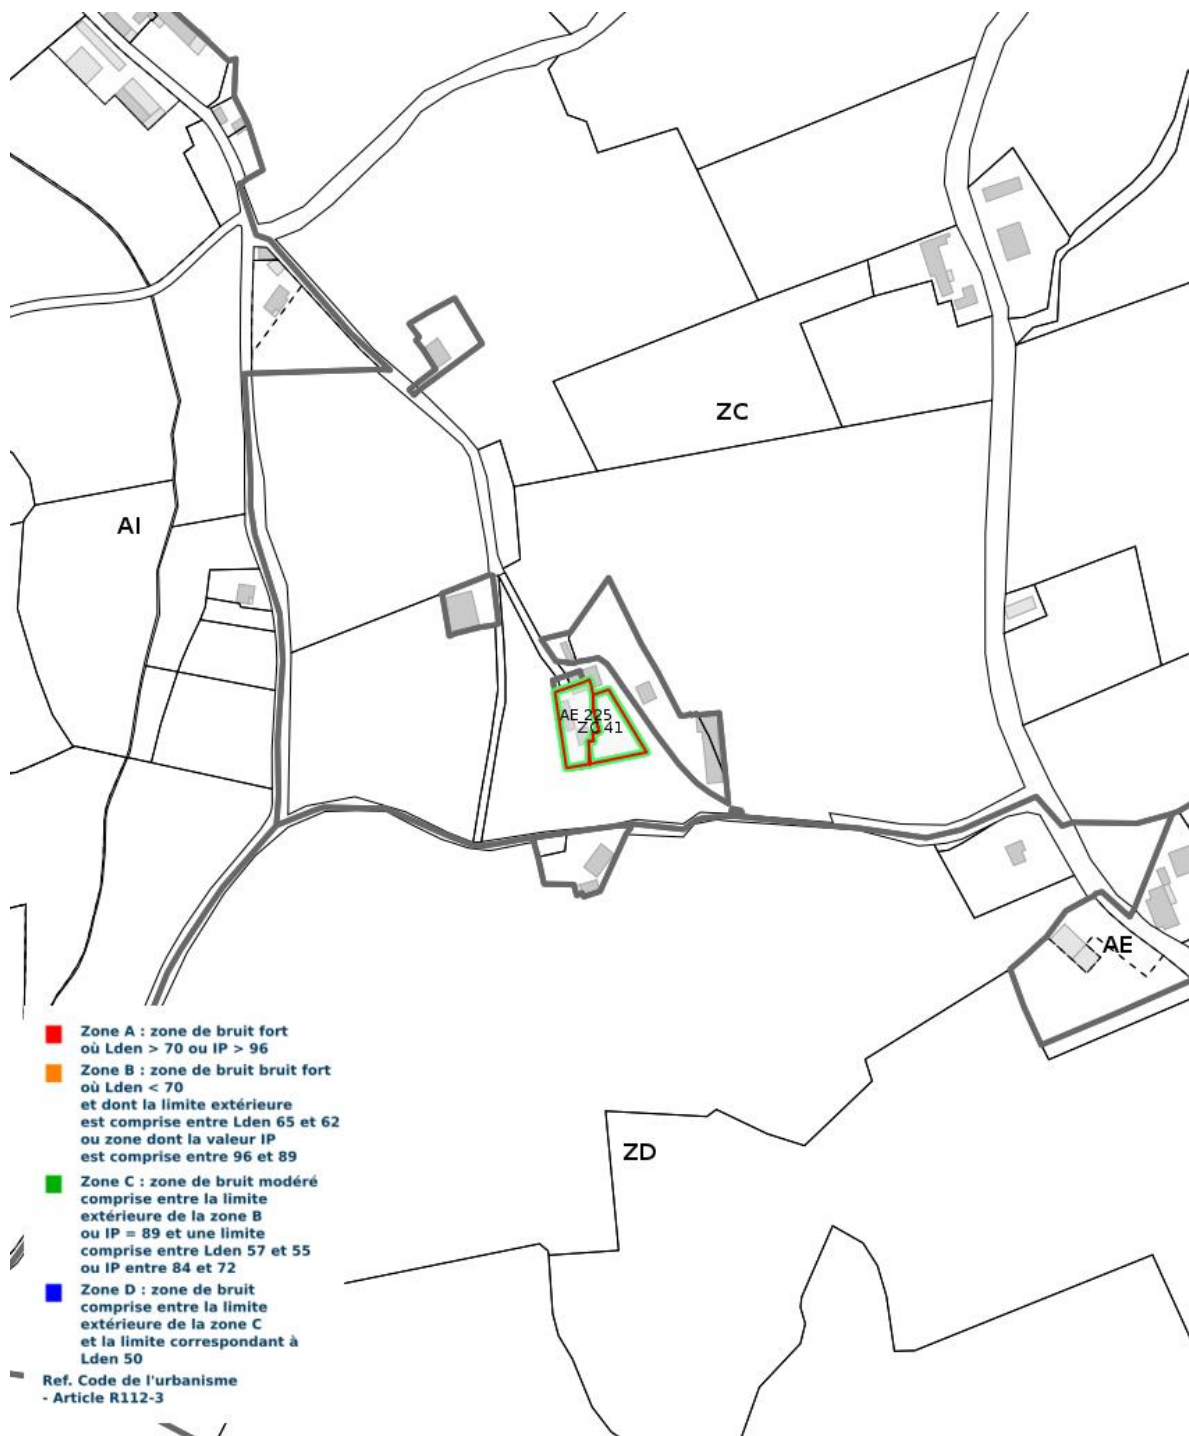 ZC
AI
AE 225
ZC 41
AE
Zone A : zone de bruit fort
où Lden > 70 ou IP > 96
Zone B : zone de bruit bruit fort
où Lden < 70
et dont la limite extérieure
est comprise entre Lden 65 et 62
ou zone dont la valeur IP
est comprise entre 96 et 89
ZD
Zone C : zone de bruit modéré
comprise entre la limite
extérieure de la zone B
ou IP = 89 et une limite
comprise entre Lden 57 et 55
ou IP entre 84 et 72
Zone D : zone de bruit
comprise entre la limite
extérieure de la zone C
et la limite correspondant à
Lden 50
Ref. Code de l'urbanisme
- Article R112-3